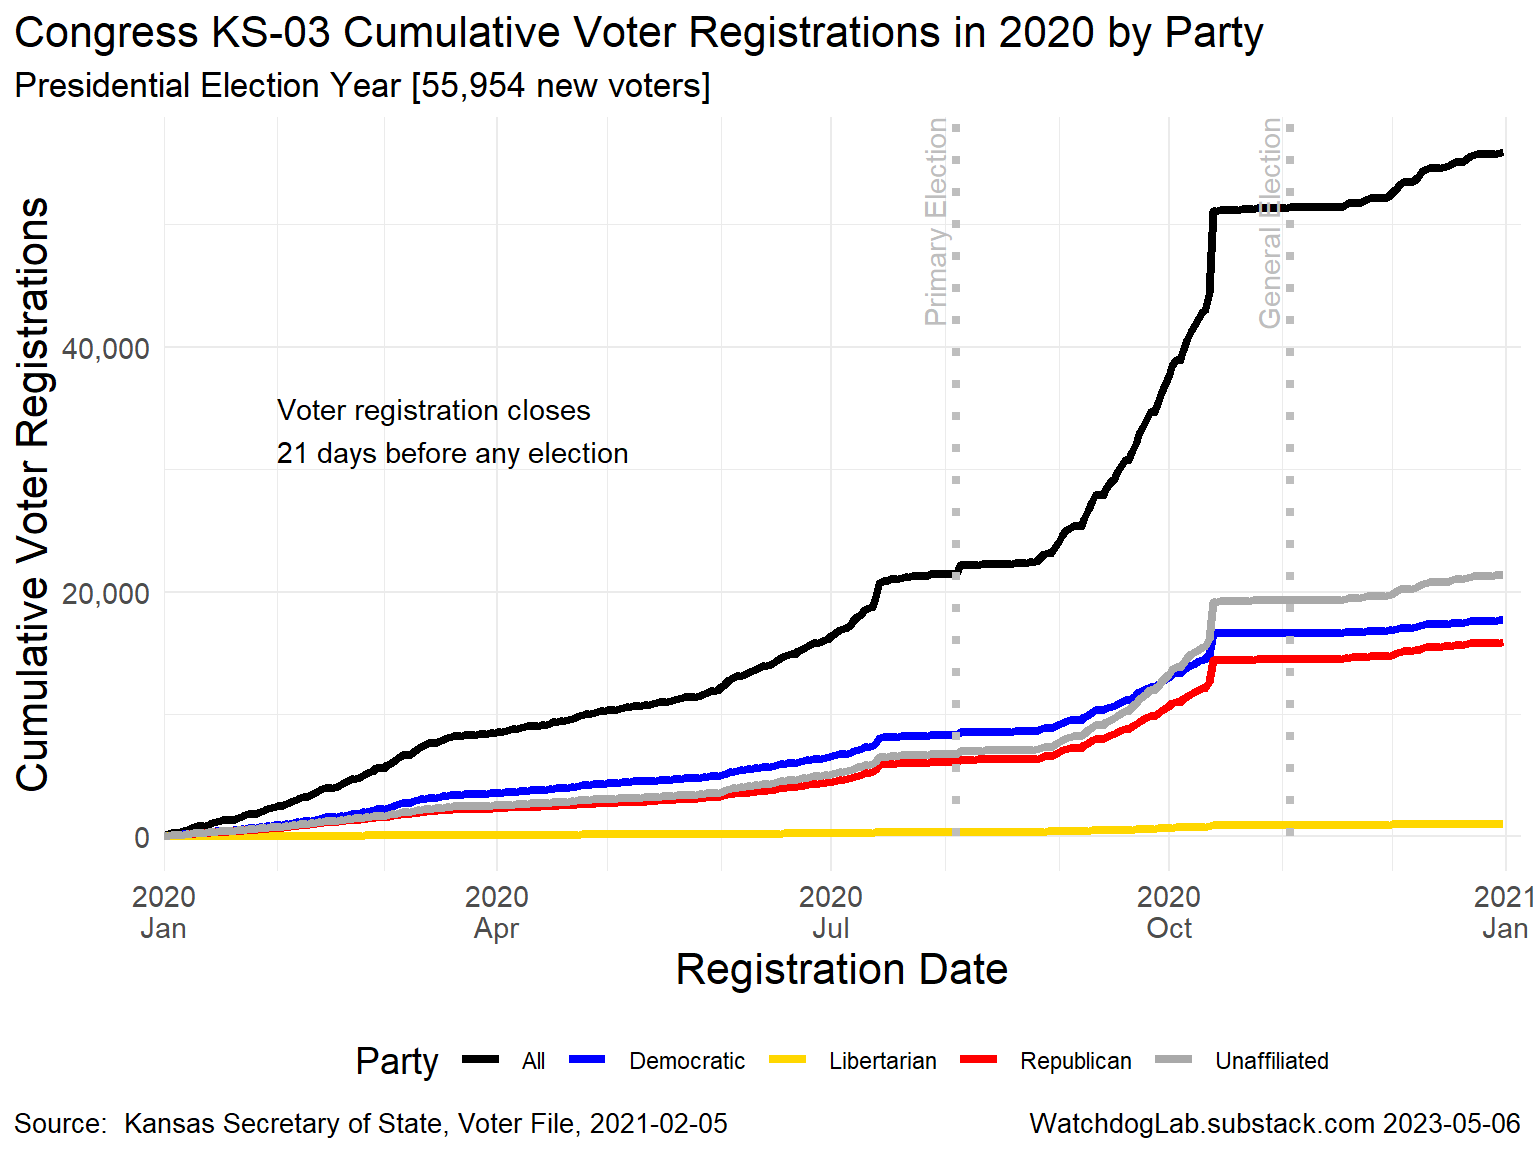 Congress KS-03 Cumulative Voter Registrations in 2020 by Party
Presidential Election Year [55,954 new voters]
Cumulative Voter Registrations
40,000
20,000
0
Primary Election
General Election
Voter registration closes
21 days before any election
2020 2020 2020 2020 2021
Jan Apr Jul Oct Jan
Registration Date
Party All Democratic Libertarian Republican Unaffiliated
Source:  Kansas Secretary of State, Voter File, 2021-02-05
WatchdogLab.substack.com 2023-05-06